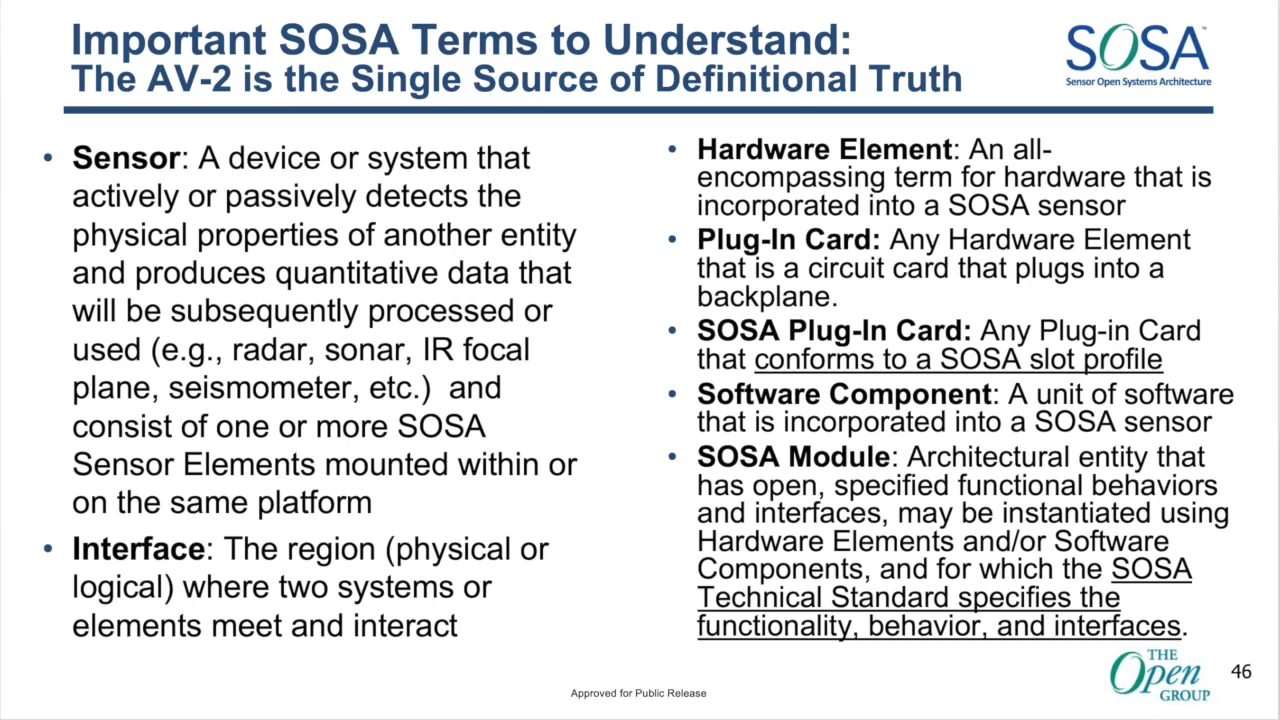 Important SOSA Terms to Understand:
The AV-2 is the Single Source of Definitional Truth
SOSA™
Sensor Open Systems Architecture
• Sensor: A device or system that
actively or passively detects the
physical properties of another entity
and produces quantitative data that
will be subsequently processed or
used (e.g., radar, sonar, IR focal
plane, seismometer, etc.)  and
consist of one or more SOSA
Sensor Elements mounted within or
on the same platform
• Interface: The region (physical or
logical) where two systems or
elements meet and interact
• Hardware Element: An all-
encompassing term for hardware that is
incorporated into a SOSA sensor
• Plug-In Card: Any Hardware Element
that is a circuit card that plugs into a
backplane.
• SOSA Plug-In Card: Any Plug-in Card
that conforms to a SOSA slot profile
• Software Component: A unit of software
that is incorporated into a SOSA sensor
• SOSA Module: Architectural entity that
has open, specified functional behaviors
and interfaces, may be instantiated using
Hardware Elements and/or Software
Components, and for which the SOSA
Technical Standard specifies the
functionality, behavior, and interfaces.
THE
Open
GROUP
46
Approved for Public Release